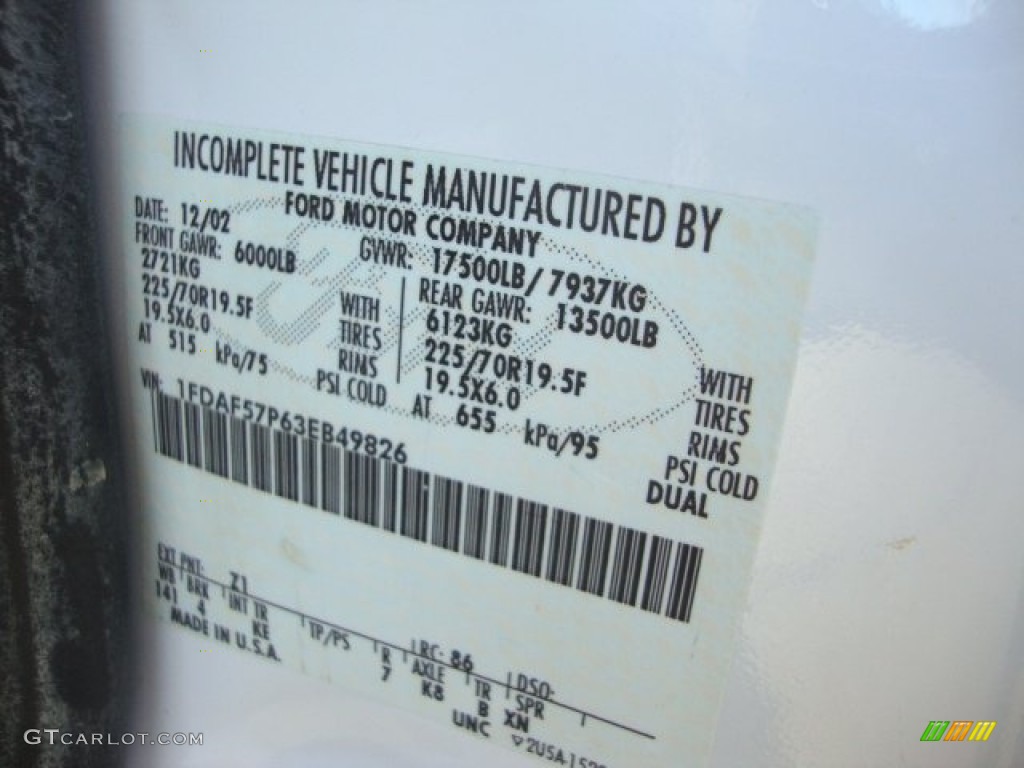 INCOMPLETE VEHICLE MANUFACTURED BY
FORD MOTOR COMPANY
DATE: 12/02 GVWR: 17500LB/ 7937KG
FRONT GAWR: 6000LB REAR GAWR: 13500LB
2721KG WITH 6123KG WITH
225/70R19.5F TIRES 225/70R19.5F TIRES
19.5X6.0 RIMS 19.5X6.0 RIMS
AT 515 kPa/75 PSI COLD AT 655 kPa/95 PSI COLD
DUAL
VIN: 1FDAF57P63EB49826
EXT PNT: Z1 RC: 86 DSO:
WB BRK INT TR TP/PS R AXLE TR SPR
141 4 KE 7 K8 B XN
MADE IN U.S.A. UNC
GTCARLOT.COM